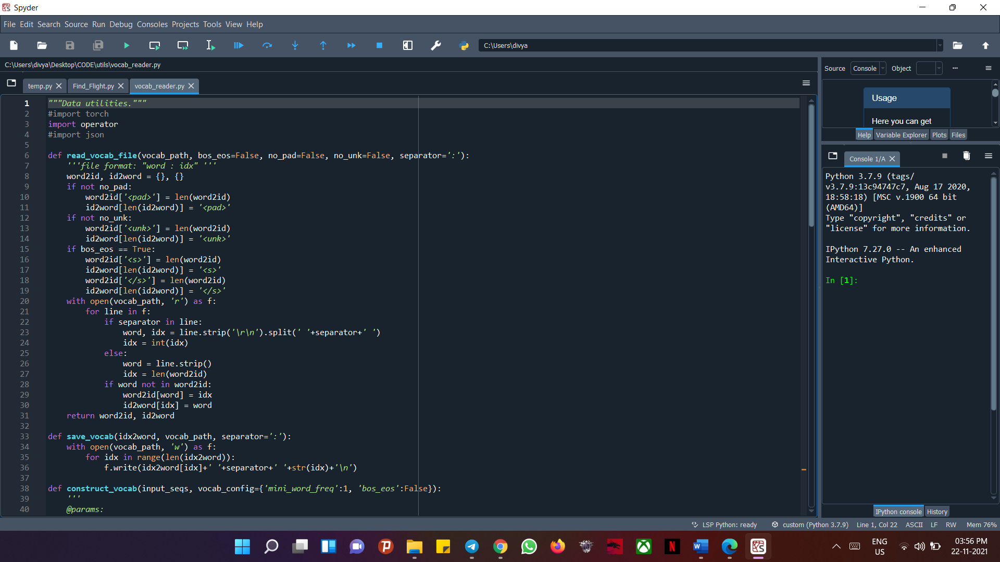 Spyder
File Edit Search Source Run Debug Consoles Projects Tools View Help
C:\Users\divya
C:\Users\divya\Desktop\CODE\utils\vocab_reader.py
temp.py Find_Flight.py vocab_reader.py
1 """Data utilities."""
2 #import torch
3 import operator
4 #import json
5
6 def read_vocab_file(vocab_path, bos_eos=False, no_pad=False, no_unk=False, separator=':'):
7     '''file format: "word : idx" '''
8     word2id, id2word = {}, {}
9     if not no_pad:
10         word2id['<pad>'] = len(word2id)
11         id2word[len(id2word)] = '<pad>'
12     if not no_unk:
13         word2id['<unk>'] = len(word2id)
14         id2word[len(id2word)] = '<unk>'
15     if bos_eos == True:
16         word2id['<s>'] = len(word2id)
17         id2word[len(id2word)] = '<s>'
18         word2id['</s>'] = len(word2id)
19         id2word[len(id2word)] = '</s>'
20     with open(vocab_path, 'r') as f:
21         for line in f:
22             if separator in line:
23                 word, idx = line.strip('\r\n').split(' '+separator+' ')
24                 idx = int(idx)
25             else:
26                 word = line.strip()
27                 idx = len(word2id)
28             if word not in word2id:
29                 word2id[word] = idx
30                 id2word[idx] = word
31     return word2id, id2word
32
33 def save_vocab(idx2word, vocab_path, separator=':'):
34     with open(vocab_path, 'w') as f:
35         for idx in range(len(idx2word)):
36             f.write(idx2word[idx]+' '+separator+' '+str(idx)+'\n')
37
38 def construct_vocab(input_seqs, vocab_config={'mini_word_freq':1, 'bos_eos':False}):
39     '''
40     @params:
Source Console Object
Usage
Here you can get
Help Variable Explorer Plots Files
Console 1/A
Python 3.7.9 (tags/
v3.7.9:13c94747c7, Aug 17 2020,
18:58:18) [MSC v.1900 64 bit
(AMD64)]
Type "copyright", "credits" or
"license" for more information.
IPython 7.27.0 -- An enhanced
Interactive Python.
In [1]:
IPython console History
LSP Python: ready custom (Python 3.7.9) Line 1, Col 22 ASCII LF RW Mem 76%
ENG
US
03:56 PM
22-11-2021